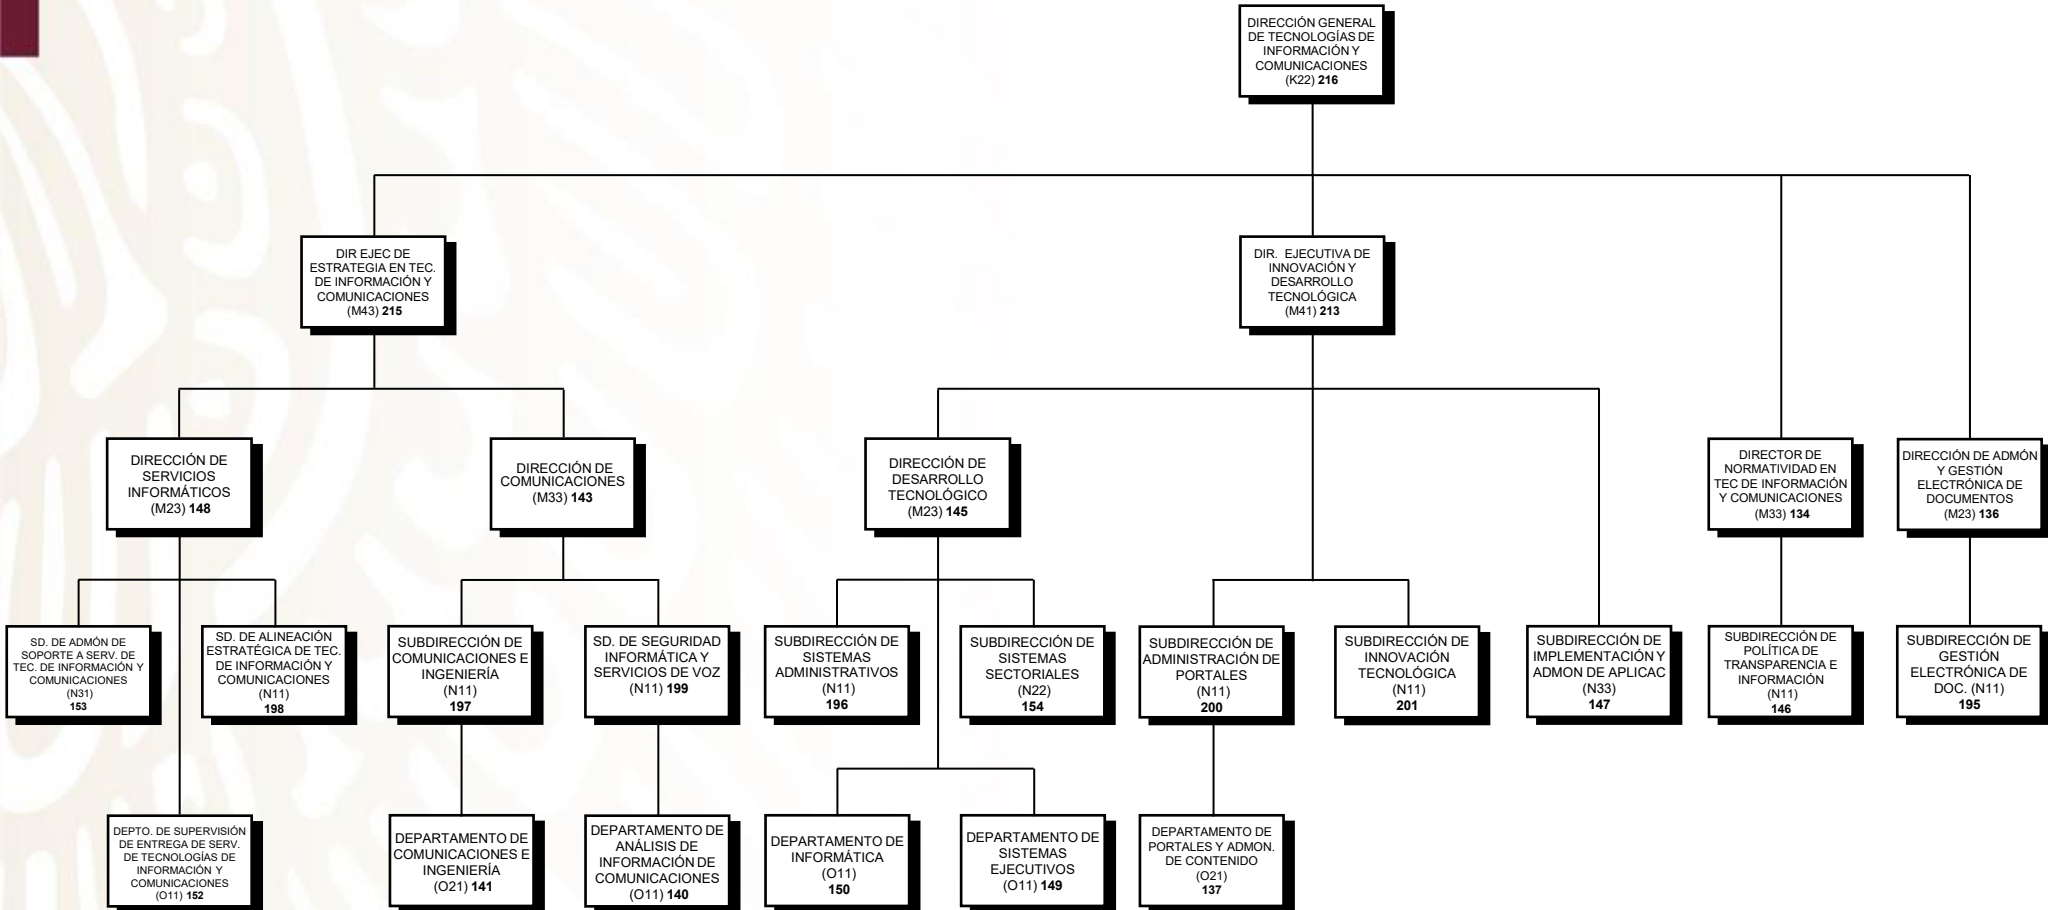 DIRECCIÓN GENERAL
DE TECNOLOGÍAS DE
INFORMACIÓN Y
COMUNICACIONES
(K22) 216
DIR EJEC DE
ESTRATEGIA EN TEC.
DE INFORMACIÓN Y
COMUNICACIONES
(M43) 215
DIR. EJECUTIVA DE
INNOVACIÓN Y
DESARROLLO
TECNOLÓGICA
(M41) 213
DIRECCIÓN DE
SERVICIOS
INFORMÁTICOS
(M23) 148
DIRECCIÓN DE
COMUNICACIONES
(M33) 143
DIRECCIÓN DE
DESARROLLO
TECNOLÓGICO
(M23) 145
DIRECTOR DE
NORMATIVIDAD EN
TEC DE INFORMACIÓN
Y COMUNICACIONES
(M33) 134
DIRECCIÓN DE ADMÓN
Y GESTIÓN
ELECTRÓNICA DE
DOCUMENTOS
(M23) 136
SD. DE ADMÓN DE
SOPORTE A SERV. DE
TEC. DE INFORMACIÓN Y
COMUNICACIONES
(N31)
153
SD. DE ALINEACIÓN
ESTRATÉGICA DE TEC.
DE INFORMACIÓN Y
COMUNICACIONES
(N11)
198
SUBDIRECCIÓN DE
COMUNICACIONES E
INGENIERÍA
(N11)
197
SD. DE SEGURIDAD
INFORMÁTICA Y
SERVICIOS DE VOZ
(N11) 199
SUBDIRECCIÓN DE
SISTEMAS
ADMINISTRATIVOS
(N11)
196
SUBDIRECCIÓN DE
SISTEMAS
SECTORIALES
(N22)
154
SUBDIRECCIÓN DE
ADMINISTRACIÓN DE
PORTALES
(N11)
200
SUBDIRECCIÓN DE
INNOVACIÓN
TECNOLÓGICA
(N11)
201
SUBDIRECCIÓN DE
IMPLEMENTACIÓN Y
ADMON DE APLICAC
(N33)
147
SUBDIRECCIÓN DE
POLÍTICA DE
TRANSPARENCIA E
INFORMACIÓN
(N11)
146
SUBDIRECCIÓN DE
GESTIÓN
ELECTRÓNICA DE
DOC. (N11)
195
DEPTO. DE SUPERVISIÓN
DE ENTREGA DE SERV.
DE TECNOLOGÍAS DE
INFORMACIÓN Y
COMUNICACIONES
(O11) 152
DEPARTAMENTO DE
COMUNICACIONES E
INGENIERÍA
(O21) 141
DEPARTAMENTO DE
ANÁLISIS DE
INFORMACIÓN DE
COMUNICACIONES
(O11) 140
DEPARTAMENTO DE
INFORMÁTICA
(O11)
150
DEPARTAMENTO DE
SISTEMAS
EJECUTIVOS
(O11) 149
DEPARTAMENTO DE
PORTALES Y ADMON.
DE CONTENIDO
(O21)
137